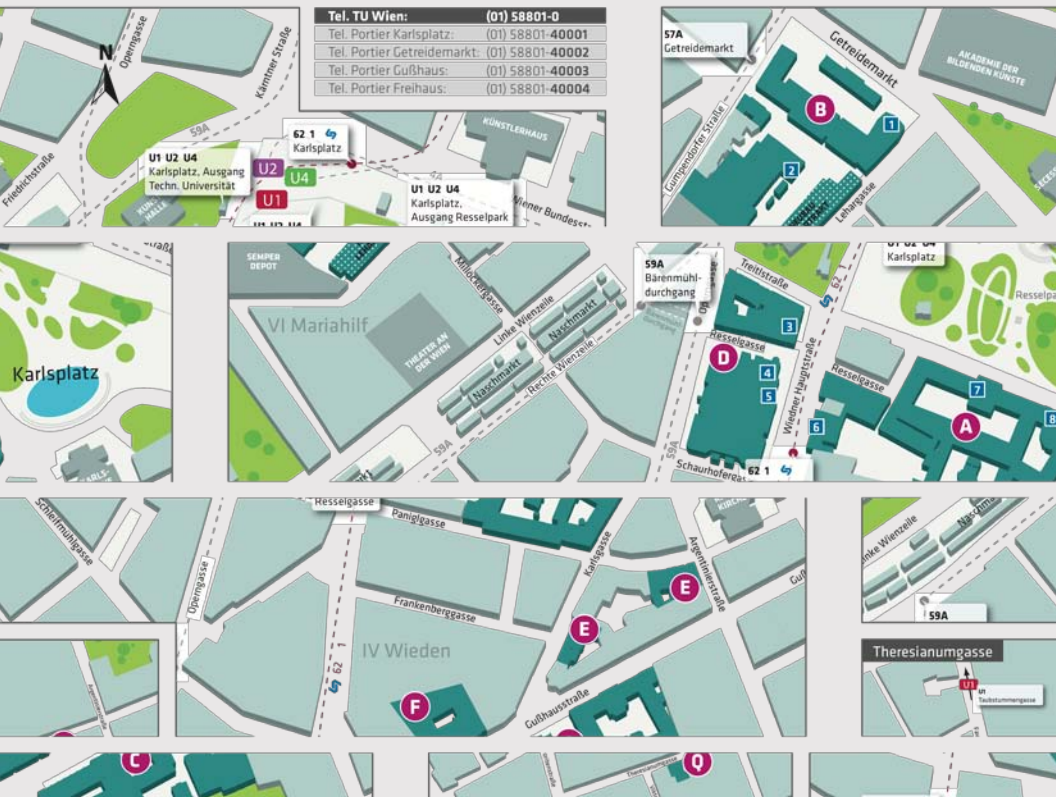 Tel. TU Wien: (01) 58801-0
Tel. Portier Karlsplatz: (01) 58801-40001
Tel. Portier Getreidemarkt: (01) 58801-40002
Tel. Portier Gußhaus: (01) 58801-40003
Tel. Portier Freihaus: (01) 58801-40004
N
Operngasse
Kärntner Straße
59A
Friedrichstraße
U1 U2 U4
Karlsplatz, Ausgang
Techn. Universität
62 1
Karlsplatz
U2
U4
U1
KÜNSTLERHAUS
4A
U1 U2 U4
Karlsplatz,
Ausgang Resselpark
KUNST
HALLE
57A
Getreidemarkt
Getreidemarkt
AKADEMIE DER
BILDENDEN KÜNSTE
Gumpendorfer Straße
B
1
2
Lehargasse
Karlsplatz
SEMPER
DEPOT
VI Mariahilf
THEATER AN
DER WIEN
Millöckergasse
Linke Wienzeile
Naschmarkt
Naschmarkt
Rechte Wienzeile
59A
59A
Bärenmühl-
durchgang
Treitlstraße
3
Resselgasse
D
4
5
Wiedner Hauptstraße
62
59A
62 1
U1 U2 U4
Karlsplatz
Resselgasse
6
7
8
A
Schleifmühlgasse
Operngasse
Resselgasse
Paniglgasse
Karlsgasse
Argentinierstraße
Frankenberggasse
E
E
IV Wieden
62 1
F
Gußhausstraße
59A
Theresianumgasse
U1
U1
Taubstummengasse
C
Theresianumgasse
Q